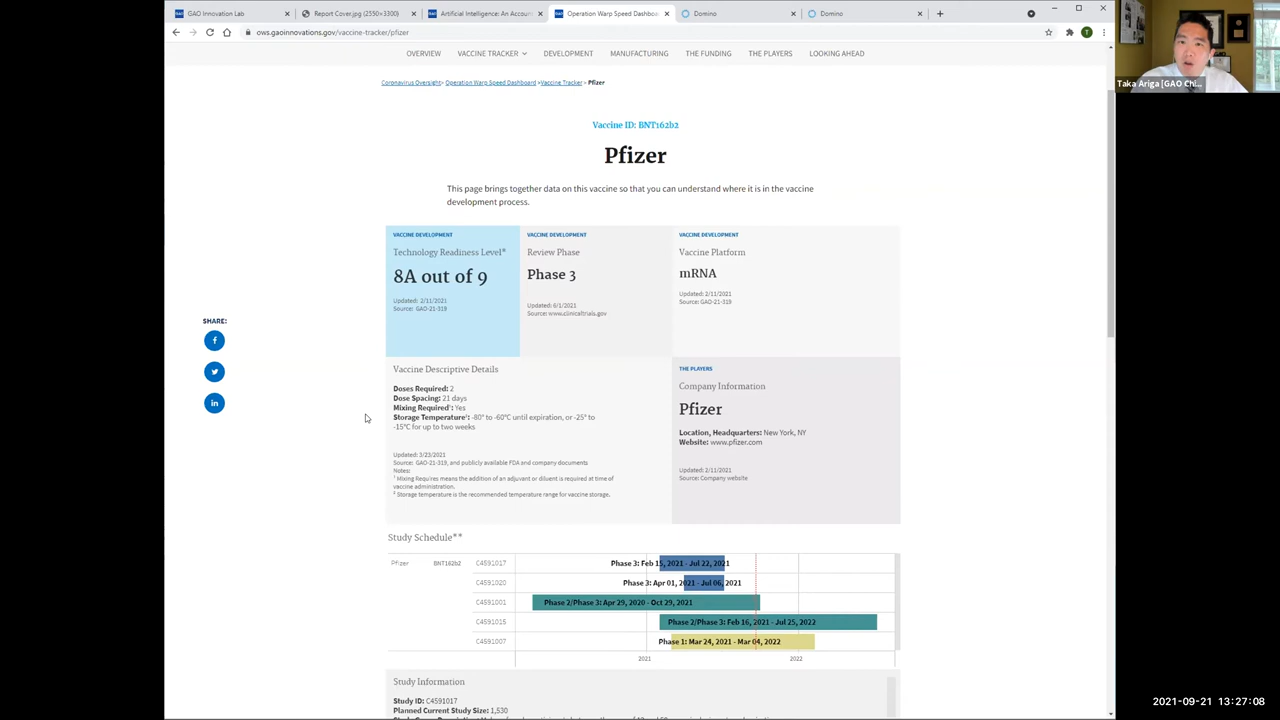 GAO Innovation Lab
Report Cover.jpg (2550×3300)
Artificial Intelligence: An Accoun
Operation Warp Speed Dashboa
Domino
Domino
ows.gaoinnovations.gov/vaccine-tracker/pfizer
T
OVERVIEW
VACCINE TRACKER
DEVELOPMENT
MANUFACTURING
THE FUNDING
THE PLAYERS
LOOKING AHEAD
Taka Ariga [GAO Chi...
Coronavirus Oversight> Operation Warp Speed Dashboard >Vaccine Tracker > Pfizer
Vaccine ID: BNT162b2
Pfizer
This page brings together data on this vaccine so that you can understand where it is in the vaccine
development process.
VACCINE DEVELOPMENT
Technology Readiness Level*
8A out of 9
Updated: 2/11/2021
Source: GAO-21-319
VACCINE DEVELOPMENT
Review Phase
Phase 3
Updated: 6/1/2021
Source: www.clinicaltrials.gov
VACCINE DEVELOPMENT
Vaccine Platform
mRNA
Updated: 2/11/2021
Source: GAO-21-319
SHARE:
Vaccine Descriptive Details
Doses Required: 2
Dose Spacing: 21 days
Mixing Required¹: Yes
Storage Temperature²: -80° to -60°C until expiration, or -25° to
-15°C for up to two weeks
Updated: 3/23/2021
Source: GAO-21-319, and publicly available FDA and company documents
Notes:
¹ Mixing Requires means the addition of an adjuvant or diluent is required at time of
vaccine administration.
² Storage temperature is the recommended temperature range for vaccine storage.
THE PLAYERS
Company Information
Pfizer
Location, Headquarters: New York, NY
Website: www.pfizer.com
Updated: 2/11/2021
Source: Company website
Study Schedule**
Pfizer
BNT162b2
C4591017
Phase 3: Feb 15, 2021 - Jul 22, 2021
C4591020
Phase 3: Apr 01, 2021 - Jul 06, 2021
C4591001
Phase 2/Phase 3: Apr 29, 2020 - Oct 29, 2021
C4591015
Phase 2/Phase 3: Feb 16, 2021 - Jul 25, 2022
C4591007
Phase 1: Mar 24, 2021 - Mar 04, 2022
2021
2022
Study Information
Study ID: C4591017
Planned Current Study Size: 1,530
2021-09-21 13:27:08